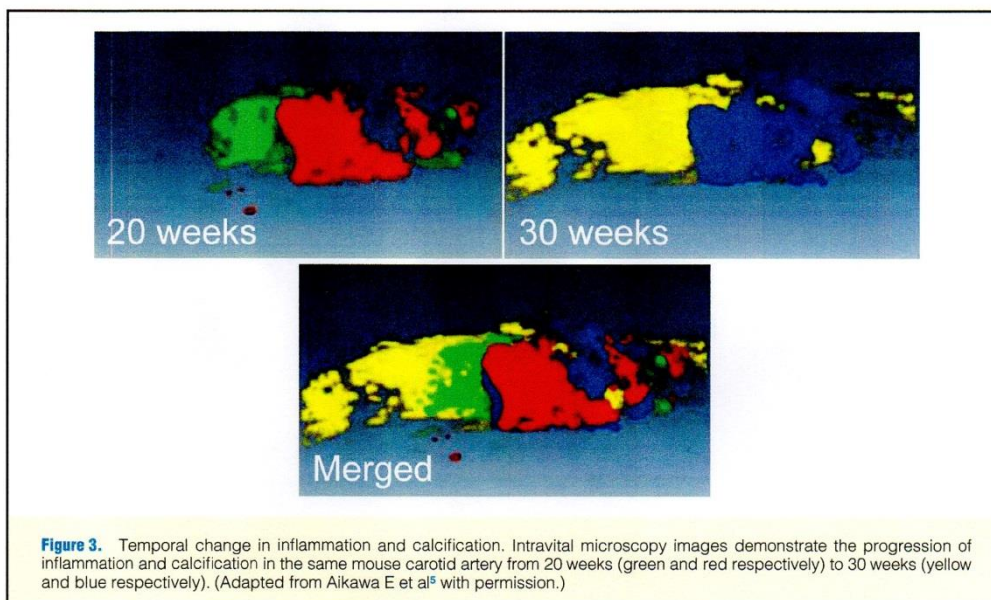 20 weeks
30 weeks
Merged
Figure 3. Temporal change in inflammation and calcification. Intravital microscopy images demonstrate the progression of
inflammation and calcification in the same mouse carotid artery from 20 weeks (green and red respectively) to 30 weeks (yellow
and blue respectively). (Adapted from Aikawa E et al⁵ with permission.)